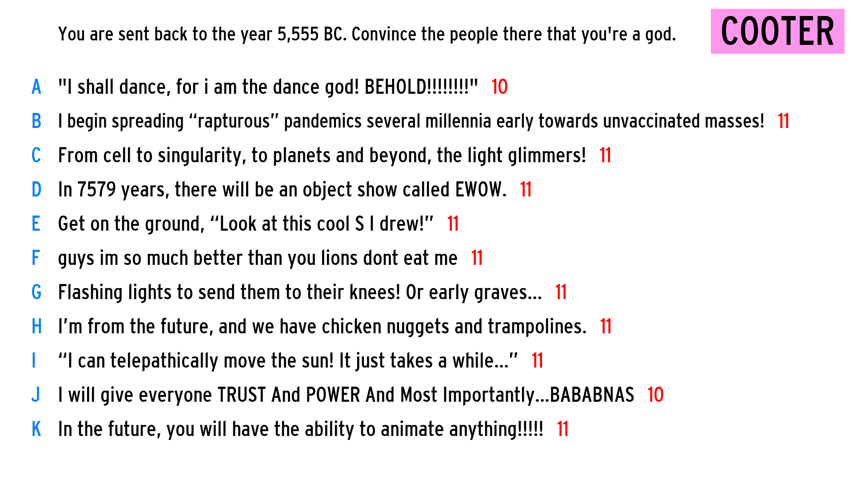 You are sent back to the year 5,555 BC. Convince the people there that you're a god.
COOTER
A "I shall dance, for i am the dance god! BEHOLD!!!!!!!!" 10
B I begin spreading “rapturous” pandemics several millennia early towards unvaccinated masses! 11
C From cell to singularity, to planets and beyond, the light glimmers! 11
D In 7579 years, there will be an object show called EWOW. 11
E Get on the ground, “Look at this cool S I drew!” 11
F guys im so much better than you lions dont eat me 11
G Flashing lights to send them to their knees! Or early graves... 11
H I’m from the future, and we have chicken nuggets and trampolines. 11
I “I can telepathically move the sun! It just takes a while...” 11
J I will give everyone TRUST And POWER And Most Importantly...BABABNAS 10
K In the future, you will have the ability to animate anything!!!!! 11